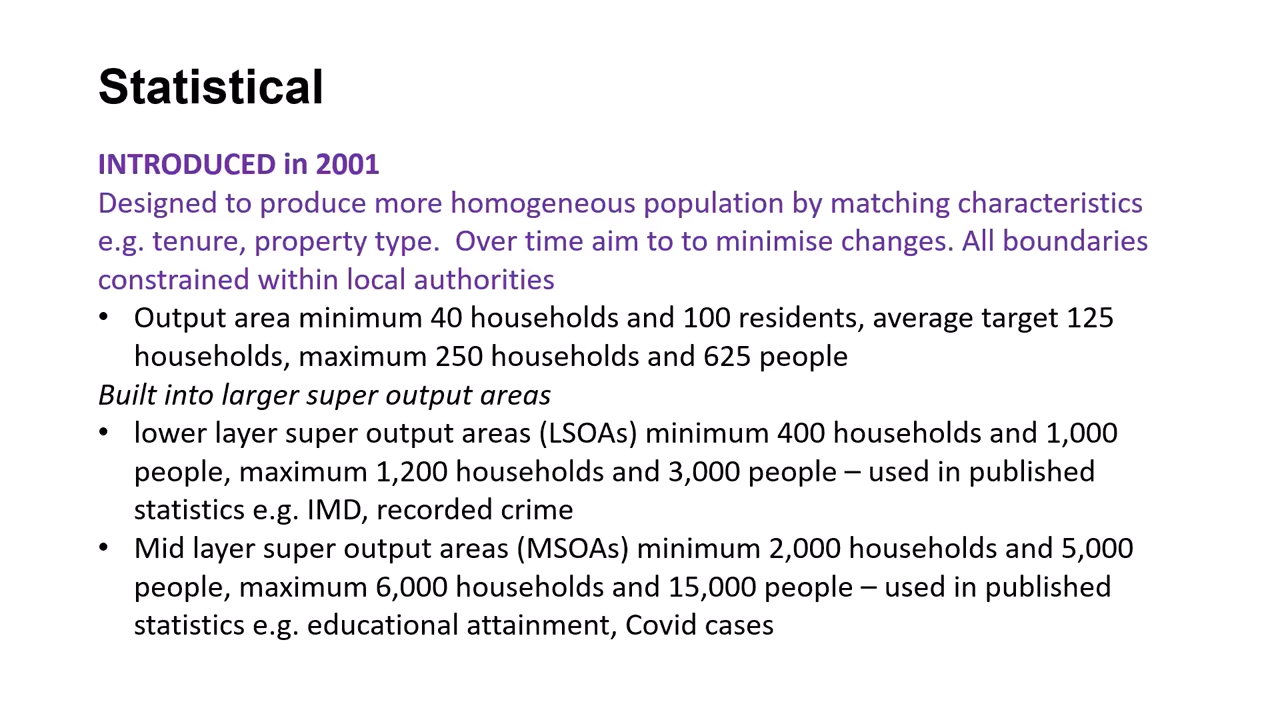 Statistical
INTRODUCED in 2001
Designed to produce more homogeneous population by matching characteristics
e.g. tenure, property type.  Over time aim to to minimise changes. All boundaries
constrained within local authorities
• Output area minimum 40 households and 100 residents, average target 125
households, maximum 250 households and 625 people
Built into larger super output areas
• lower layer super output areas (LSOAs) minimum 400 households and 1,000
people, maximum 1,200 households and 3,000 people – used in published
statistics e.g. IMD, recorded crime
• Mid layer super output areas (MSOAs) minimum 2,000 households and 5,000
people, maximum 6,000 households and 15,000 people – used in published
statistics e.g. educational attainment, Covid cases